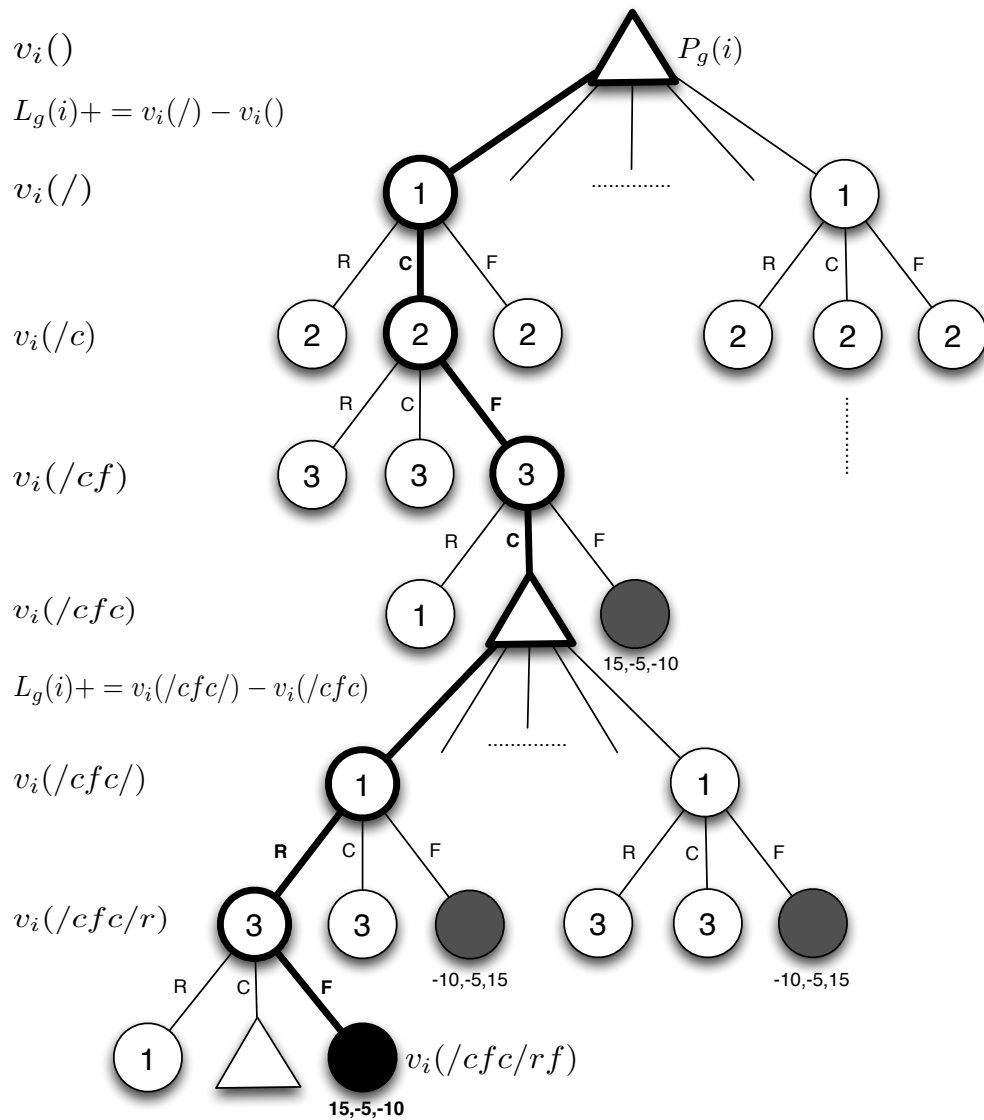 v_i()
P_g(i)
L_g(i)+ = v_i(/) − v_i()
v_i(/)
1 1
R C F R C F
v_i(/c)
2 2 2 2 2 2
R C F
v_i(/cf)
3 3 3
R C F
v_i(/cfc)
1
15,-5,-10
L_g(i)+ = v_i(/cfc/) − v_i(/cfc)
v_i(/cfc/)
1 1
R C F R C F
v_i(/cfc/r)
3 3 3 3
-10,-5,15 -10,-5,15
R C F
1
v_i(/cfc/rf)
15,-5,-10